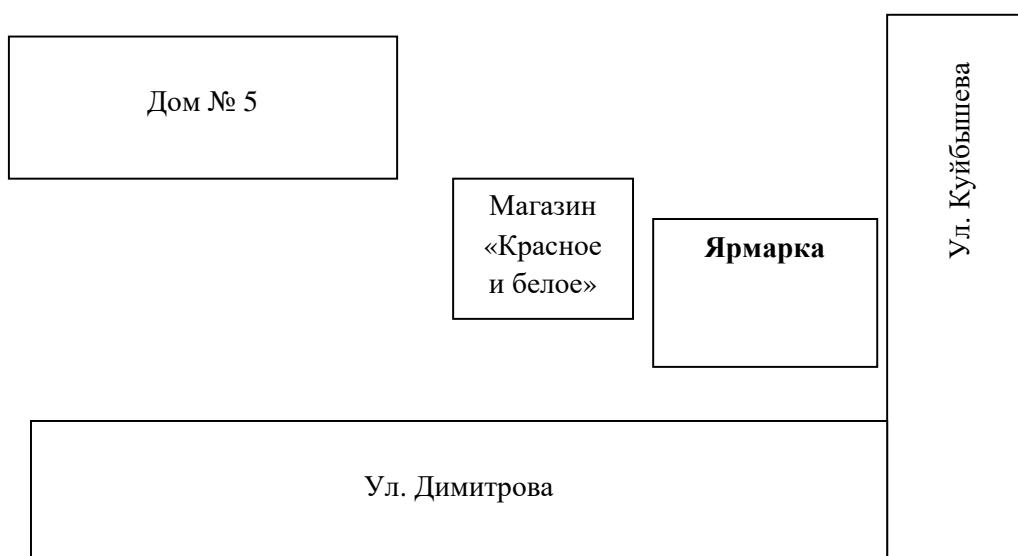 Дом № 5
Ул. Куйбышева
Магазин
«Красное
и белое»
Ярмарка
Ул. Димитрова